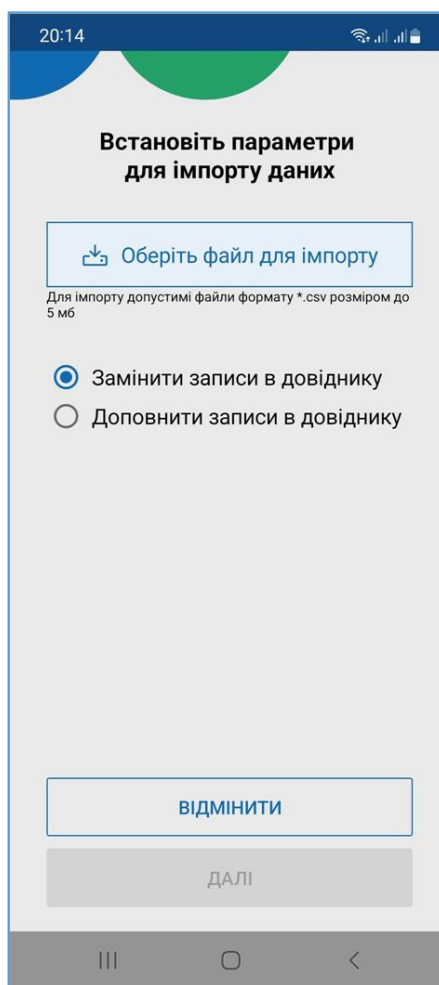 20:14
Встановіть параметри
для імпорту даних
Оберіть файл для імпорту
Для імпорту допустимі файли формату *.csv розміром до
5 мб
Замінити записи в довіднику
Доповнити записи в довіднику
ВІДМІНИТИ
ДАЛІ